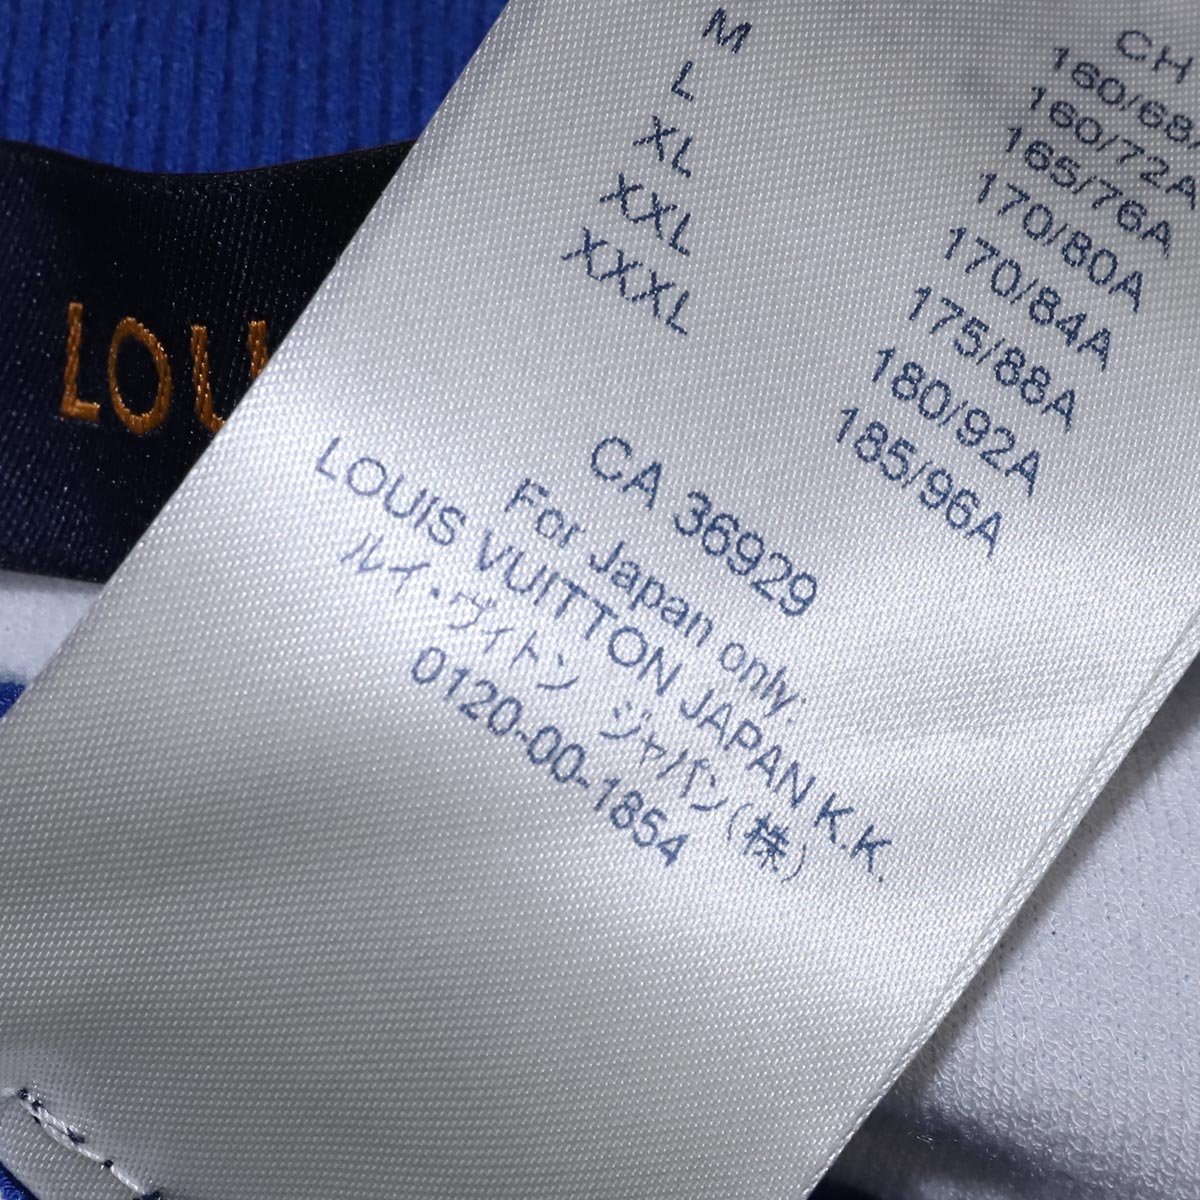 M
L
XL
XXL
XXXL
CH
160/68
160/72A
165/76A
170/80A
170/84A
175/88A
180/92A
185/96A
CA 36929
For Japan only:
LOUIS VUITTON JAPAN K.K.
ルイ・ヴィトン ジャパン(株)
0120-00-1854
LOU